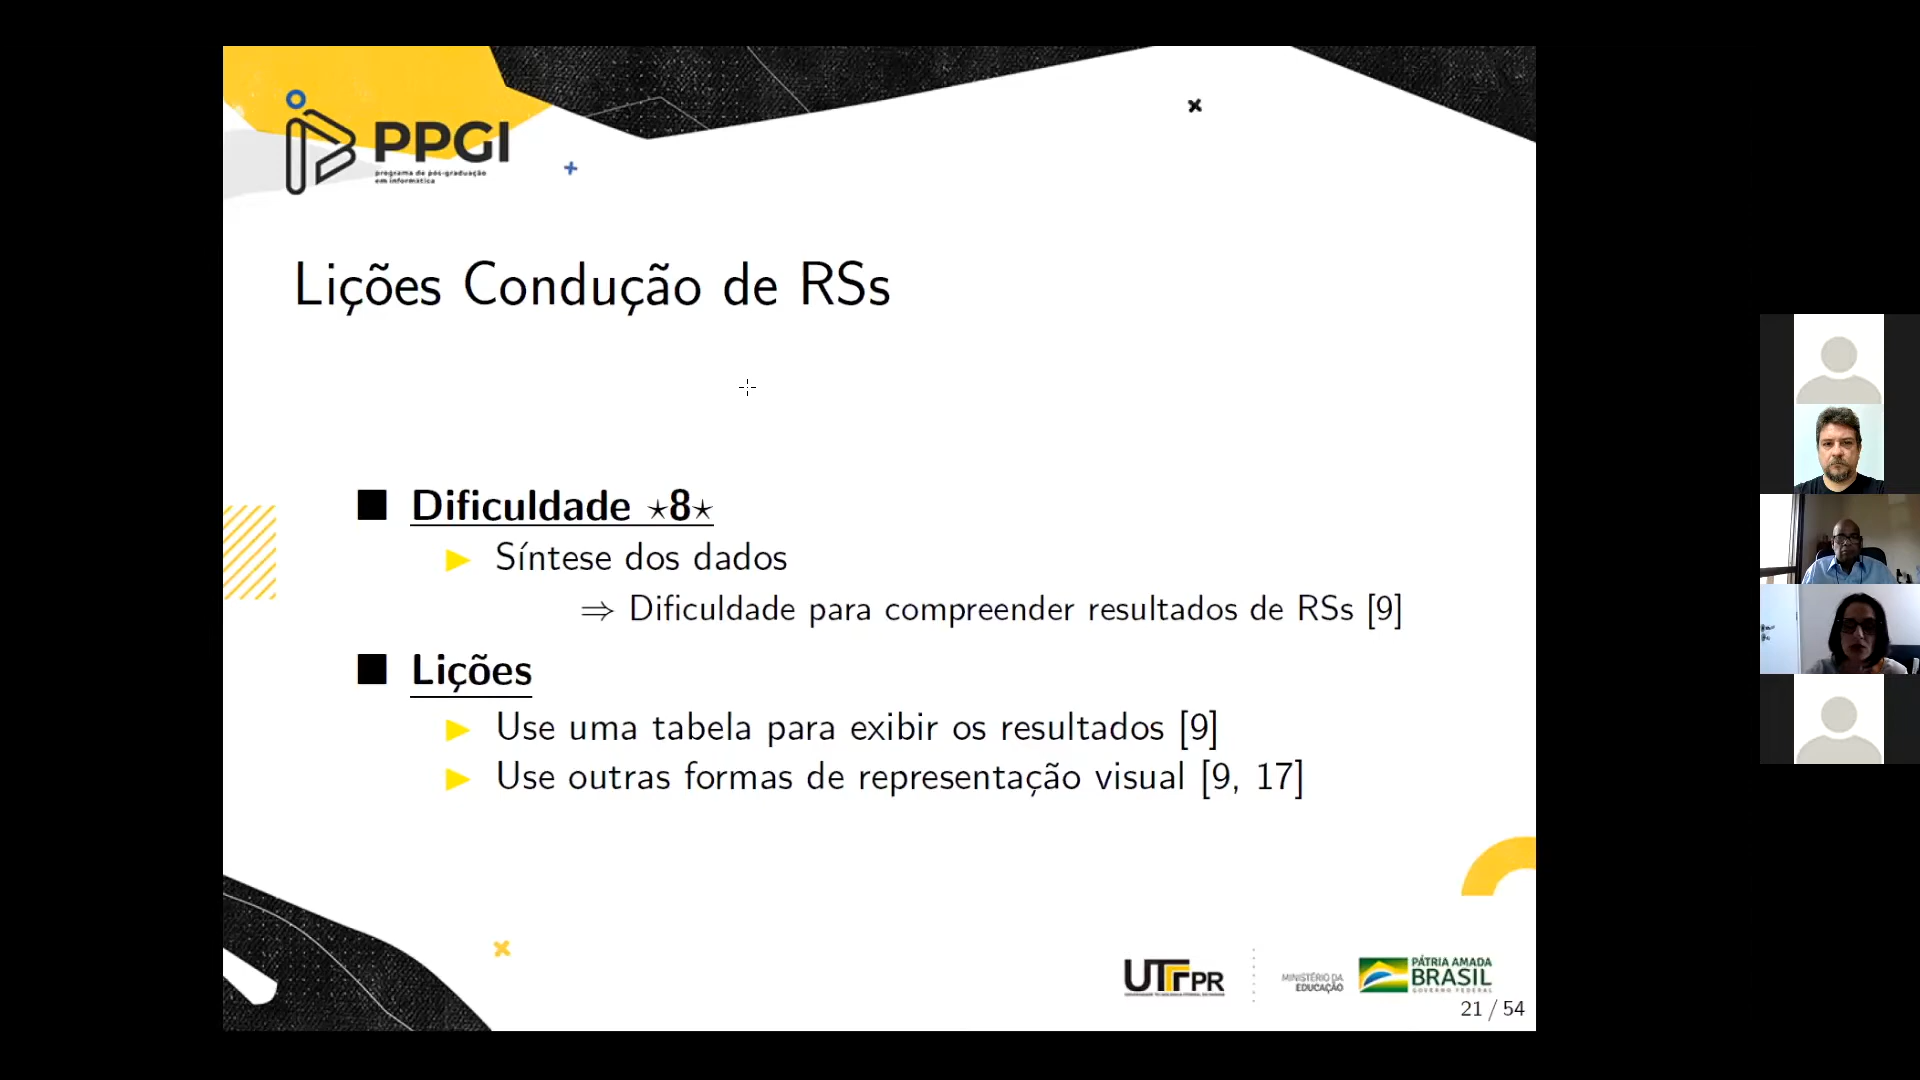 PPGI
programa de pós-graduação
em informática
Lições Condução de RSs
Dificuldade ⋆8⋆
Síntese dos dados
⇒ Dificuldade para compreender resultados de RSs [9]
Lições
Use uma tabela para exibir os resultados [9]
Use outras formas de representação visual [9, 17]
UTFPR
MINISTÉRIO DA
EDUCAÇÃO
PÁTRIA AMADA
BRASIL
GOVERNO FEDERAL
21 / 54